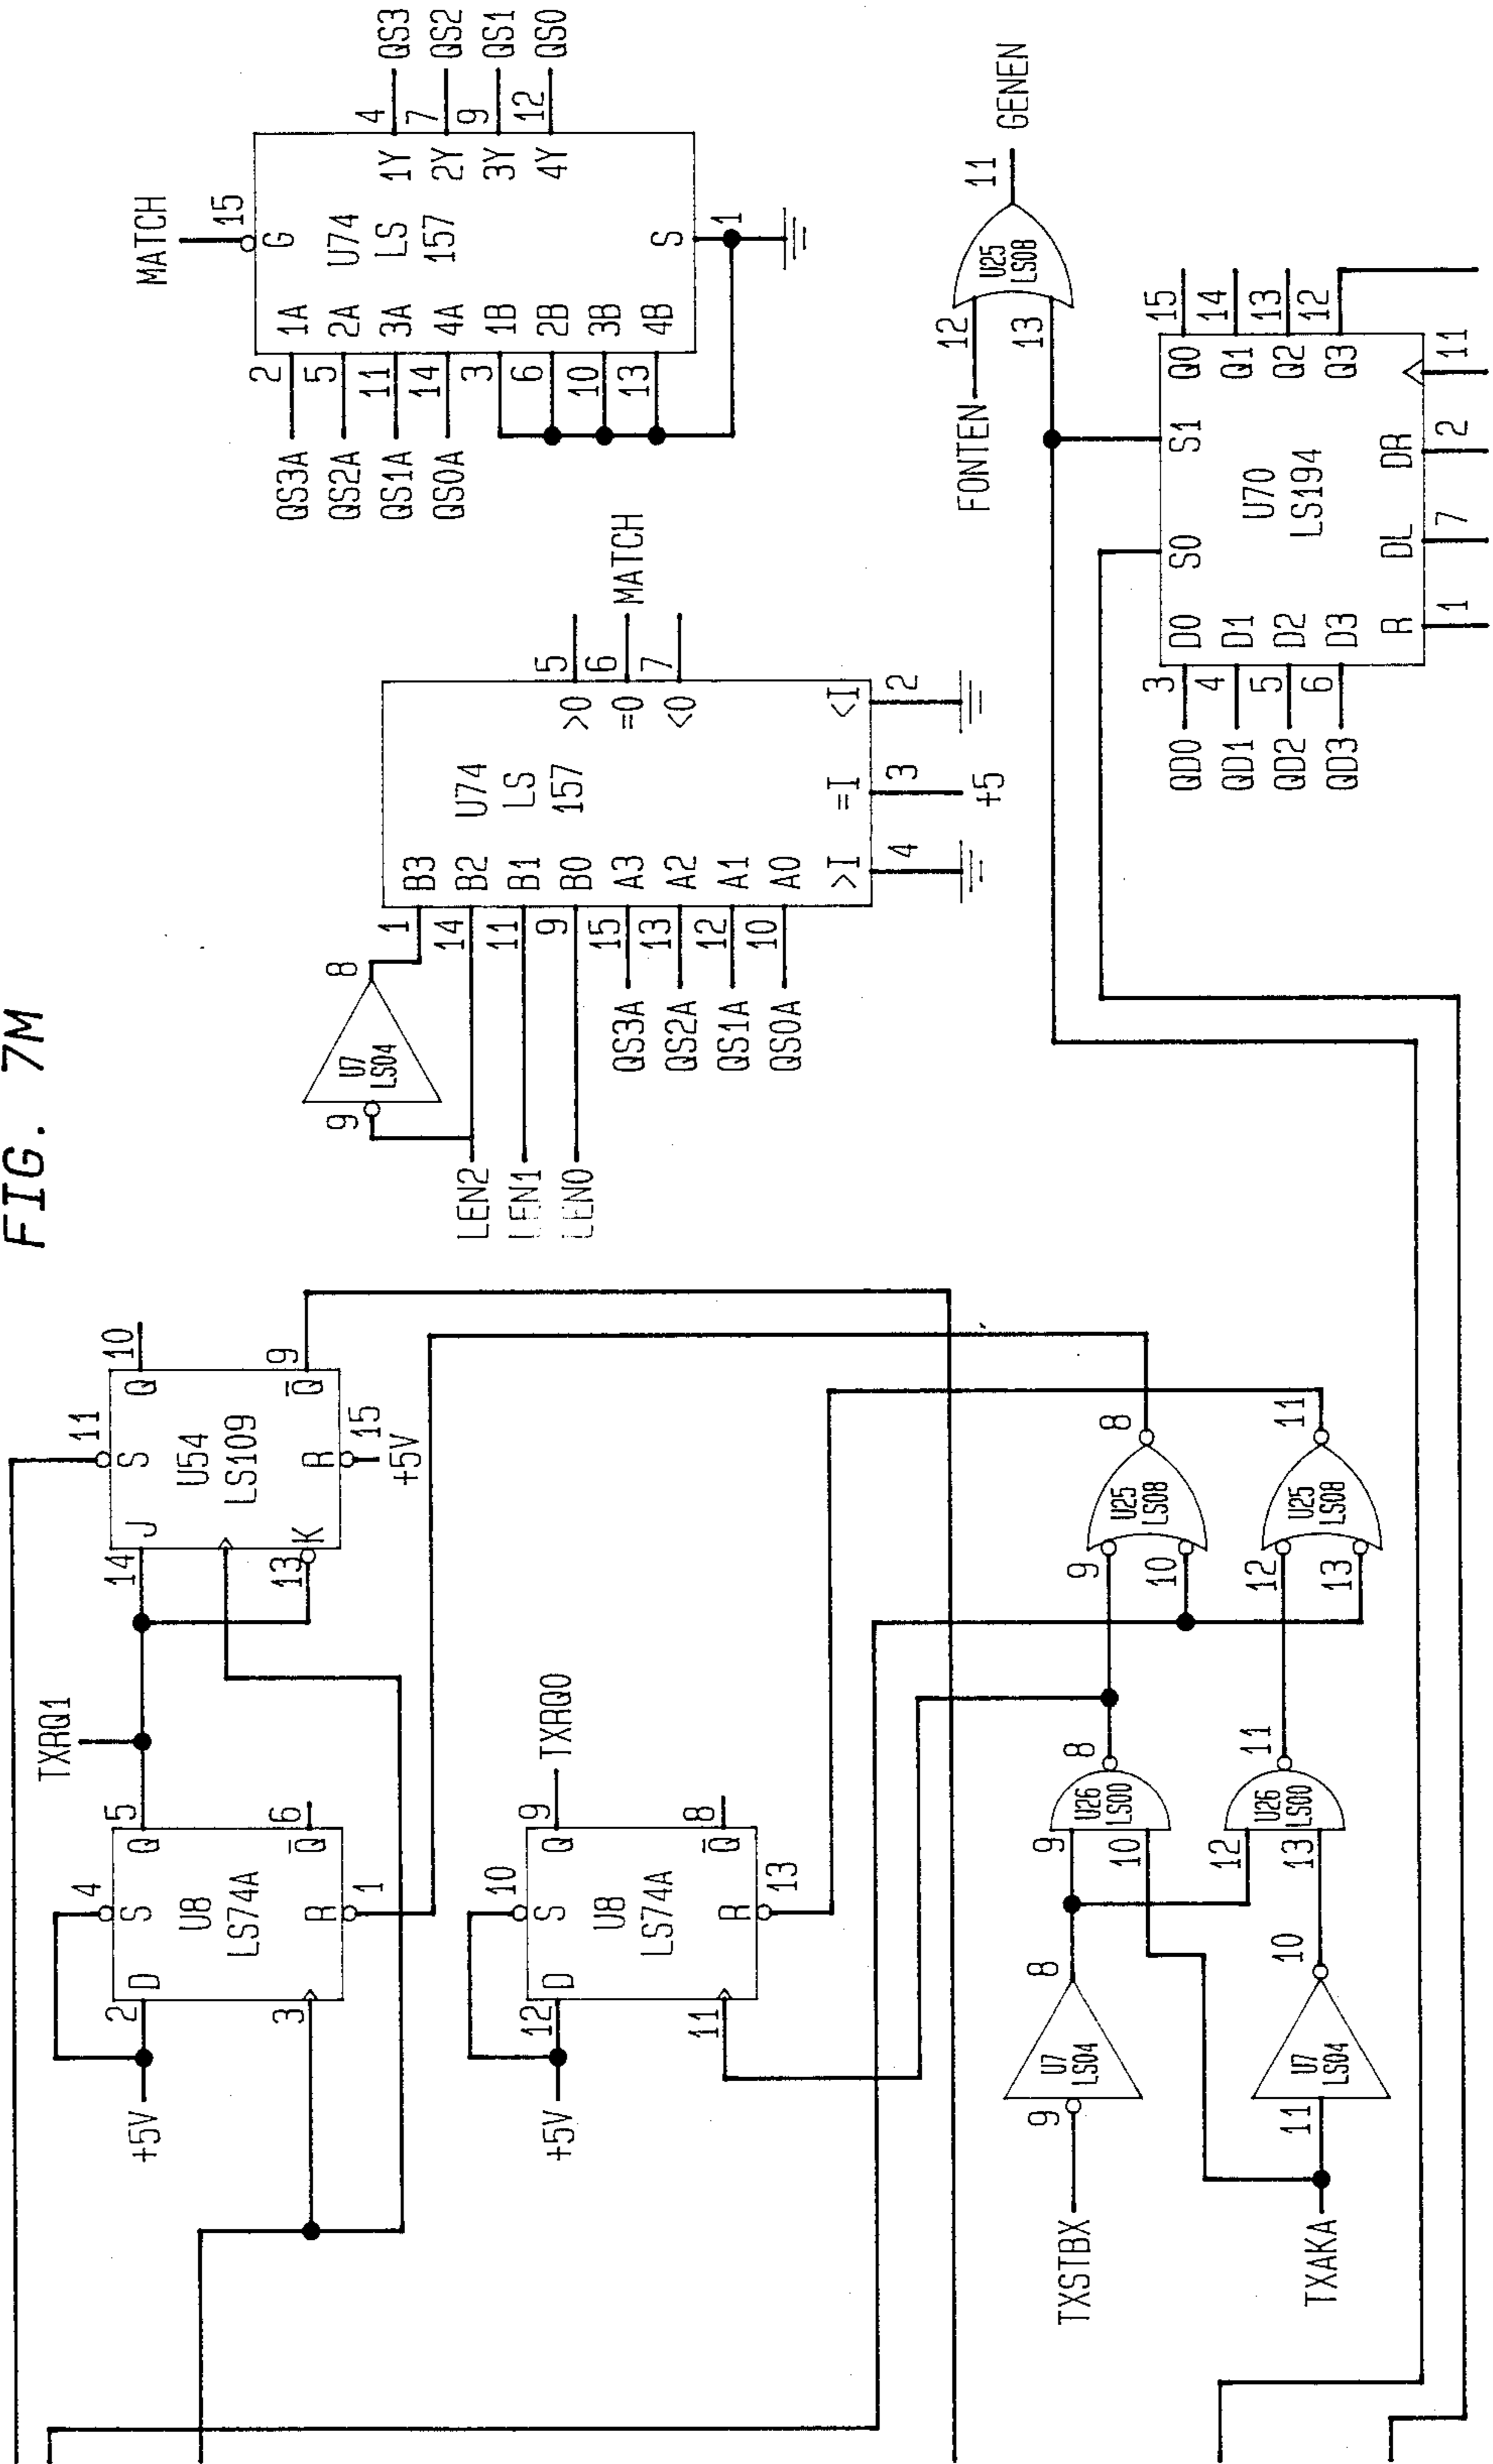 FIG. 7M
TXRQ1
+5V
2
D
4
S
U8
LS74A
3
Q
5
Q
6
R
1
14
J
11
S
U54
LS109
13
K
Q
10
Q
9
R
15
+5V
+5V
12
D
10
S
U8
LS74A
11
Q
9
TXRQ0
Q
8
R
13
TXSTBX
9
U7
LS04
8
TXAKA
11
U7
LS04
10
9
10
U26
LS00
8
12
13
U26
LS00
11
9
10
U25
LS08
8
12
13
U25
LS08
11
LEN2
LEN1
LEN0
9
U7
LS04
8
1
B3
14
B2
11
B1
9
B0
QS3A
15
A3
QS2A
13
A2
QS1A
12
A1
QS0A
10
A0
U74
LS
157
>O
5
=O
6
MATCH
<O
7
>I
=I
<I
4
3
2
+5
MATCH
15
G
QS3A
2
1A
QS2A
5
2A
QS1A
11
3A
QS0A
14
4A
3
1B
6
2B
10
3B
13
4B
U74
LS
157
1Y
4
QS3
2Y
7
QS2
3Y
9
QS1
4Y
12
QS0
S
1
FONTEN
12
13
U25
LS08
11
GENEN
QD0
3
D0
QD1
4
D1
QD2
5
D2
QD3
6
D3
S0
S1
U70
LS194
Q0
15
Q1
14
Q2
13
Q3
12
R
DL
DR
1
7
2
11